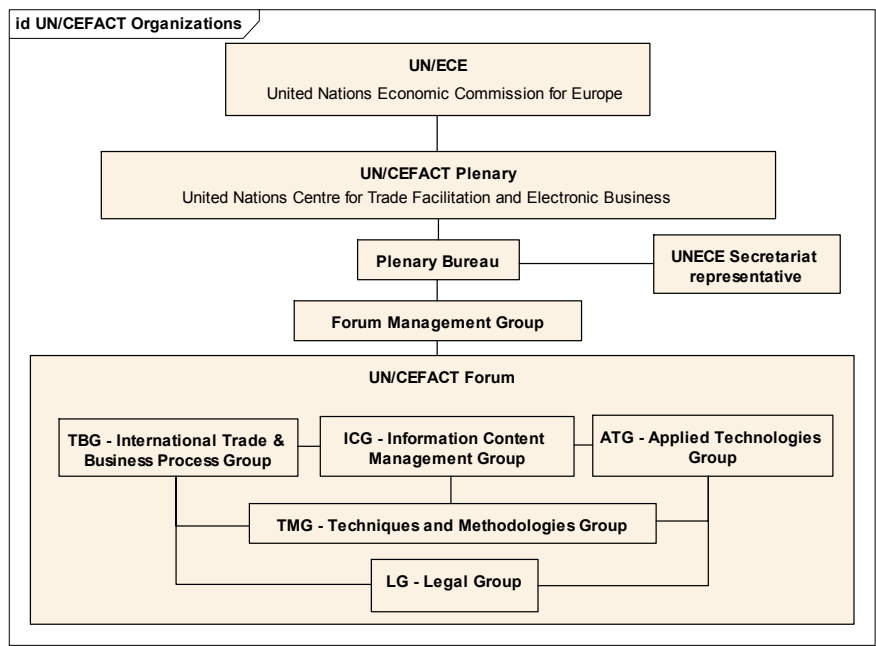 id UN/CEFACT Organizations
UN/ECE
United Nations Economic Commission for Europe
UN/CEFACT Plenary
United Nations Centre for Trade Facilitation and Electronic Business
Plenary Bureau
UNECE Secretariat
representative
Forum Management Group
UN/CEFACT Forum
TBG - International Trade &
Business Process Group
ICG - Information Content
Management Group
ATG - Applied Technologies
Group
TMG - Techniques and Methodologies Group
LG - Legal Group